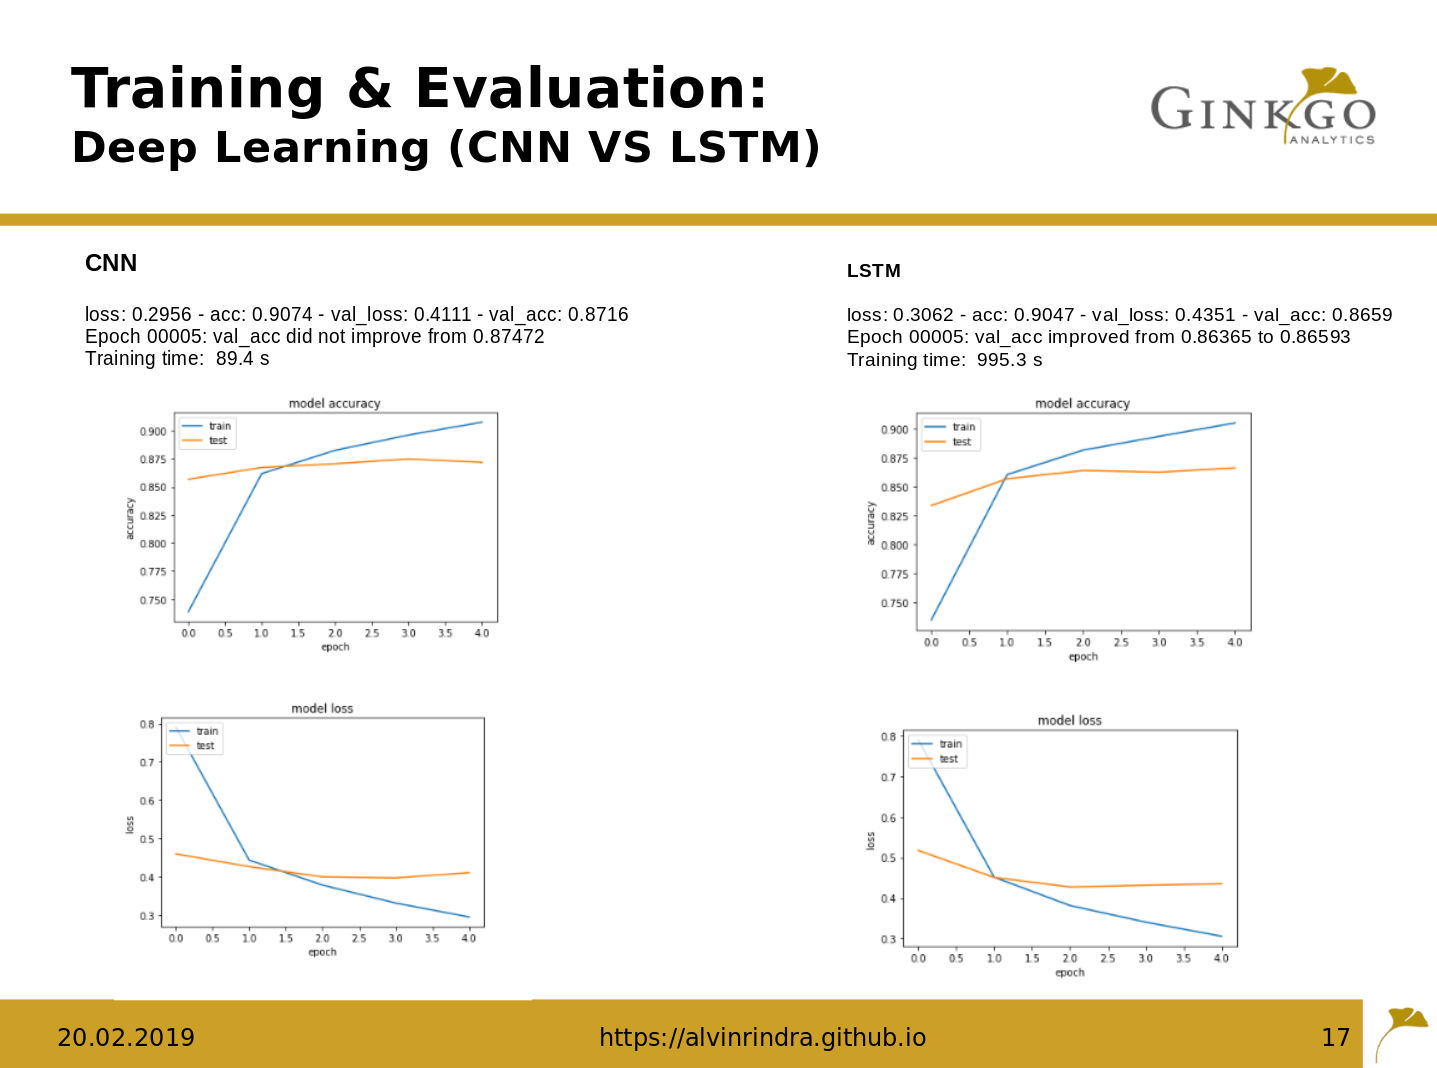 Training & Evaluation:
Deep Learning (CNN VS LSTM)
GINKGO
ANALYTICS
CNN
loss: 0.2956 - acc: 0.9074 - val_loss: 0.4111 - val_acc: 0.8716
Epoch 00005: val_acc did not improve from 0.87472
Training time:  89.4 s
LSTM
loss: 0.3062 - acc: 0.9047 - val_loss: 0.4351 - val_acc: 0.8659
Epoch 00005: val_acc improved from 0.86365 to 0.86593
Training time:  995.3 s
model accuracy
train
test
0.900
0.875
0.850
0.825
0.800
0.775
0.750
accuracy
0.0 0.5 1.0 1.5 2.0 2.5 3.0 3.5 4.0
epoch
model accuracy
train
test
0.900
0.875
0.850
0.825
0.800
0.775
0.750
accuracy
0.0 0.5 1.0 1.5 2.0 2.5 3.0 3.5 4.0
epoch
model loss
train
test
0.8
0.7
0.6
0.5
0.4
0.3
loss
0.0 0.5 1.0 1.5 2.0 2.5 3.0 3.5 4.0
epoch
model loss
train
test
0.8
0.7
0.6
0.5
0.4
0.3
loss
0.0 0.5 1.0 1.5 2.0 2.5 3.0 3.5 4.0
epoch
20.02.2019
https://alvinrindra.github.io
17